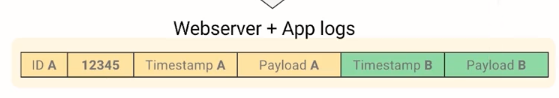 Webserver + App logs
ID A 12345 Timestamp A Payload A Timestamp B Payload B